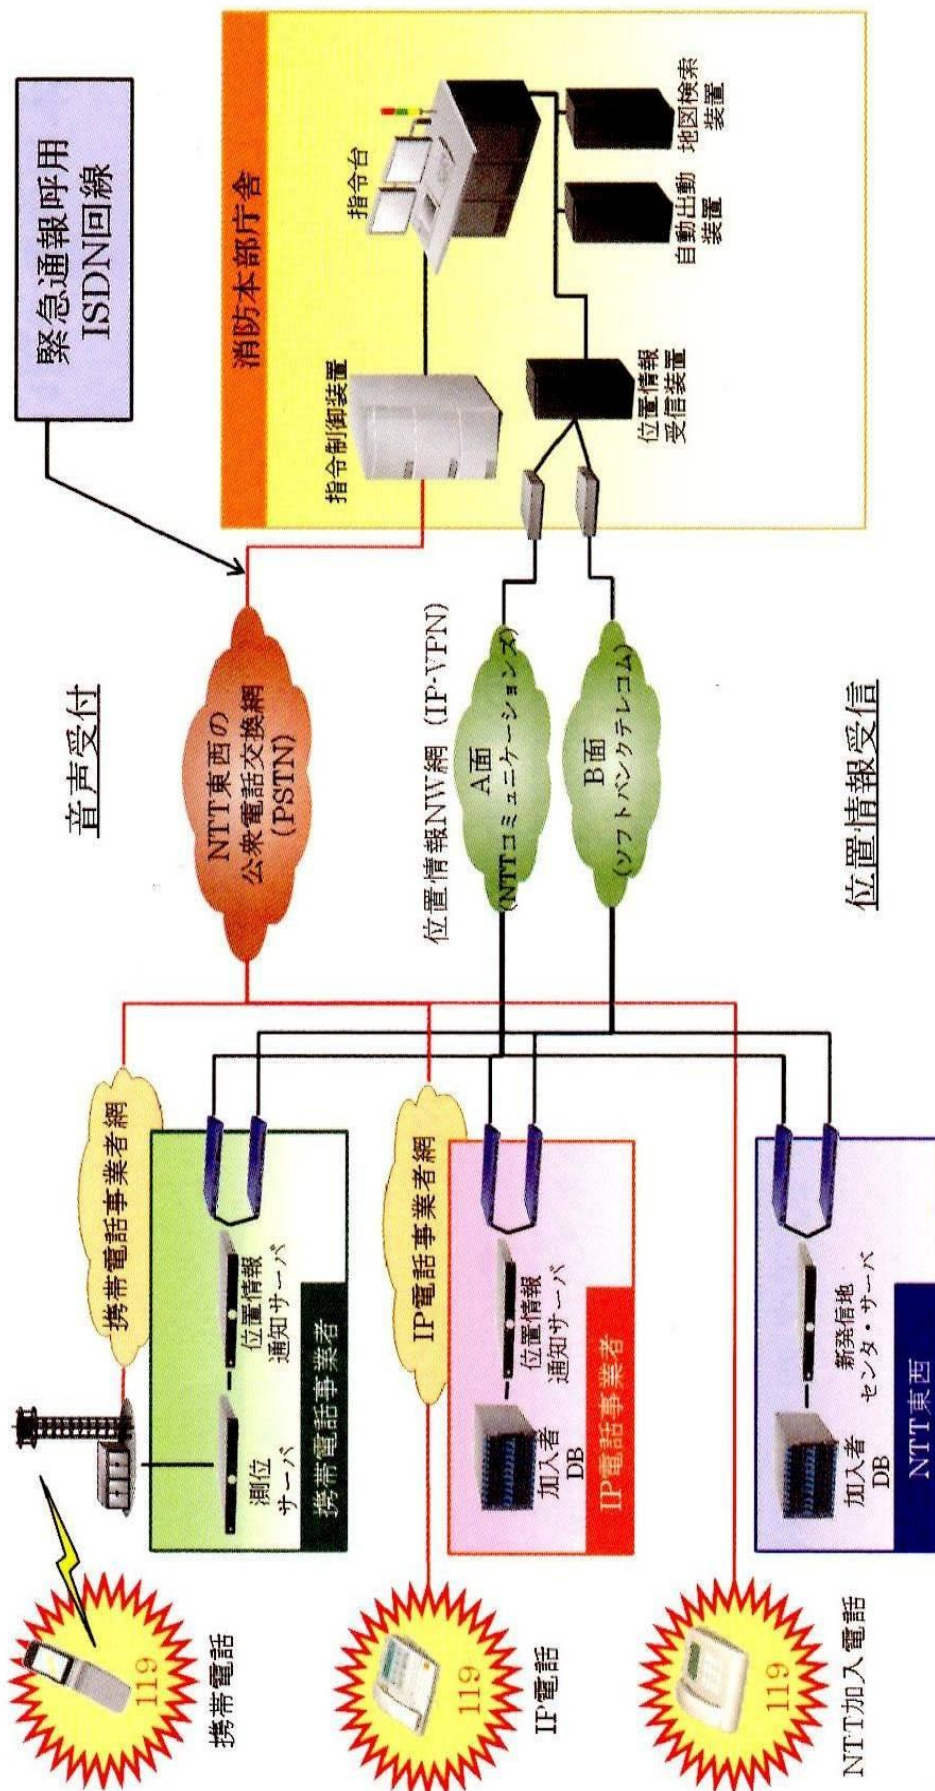 緊急通報呼用
ISDN回線
音声受付
携帯電話事業者網
NTT東西の
公衆電話交換網
(PSTN)
消防本部庁舎
119
携帯電話
測位
サーバ
位置情報
通知サーバ
携帯電話事業者
指令制御装置
指令台
IP電話事業者網
位置情報NW網 (IP-VPN)
A面
(NTTコミュニケーションズ)
119
IP電話
加入者
DB
位置情報
通知サーバ
IP電話事業者
B面
(ソフトバンクテレコム)
位置情報
受信装置
自動出動
装置
地図検索
装置
119
NTT加入電話
加入者
DB
新発信地
センタ・サーバ
NTT東西
位置情報受信